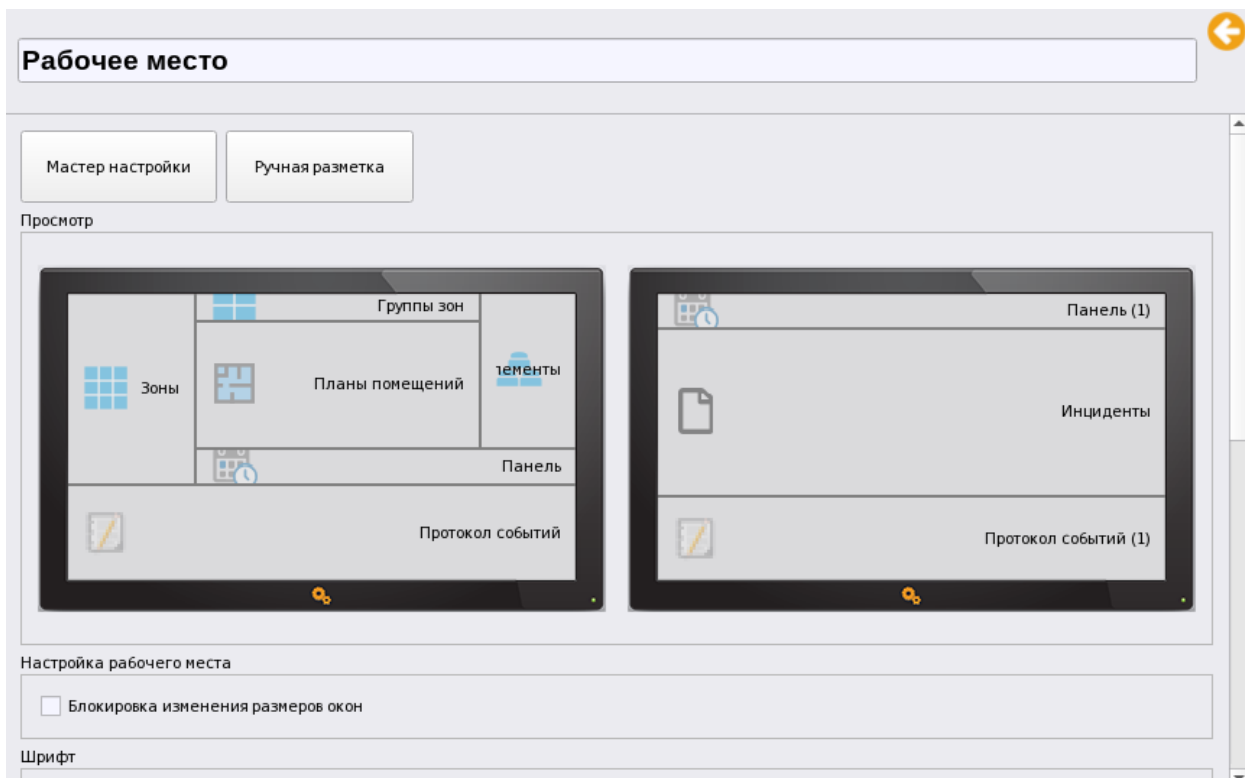 Рабочее место
Мастер настройки
Ручная разметка
Просмотр
Группы зон
Зоны
Планы помещений
лементы
Панель
Протокол событий
Панель (1)
Инциденты
Протокол событий (1)
Настройка рабочего места
Блокировка изменения размеров окон
Шрифт